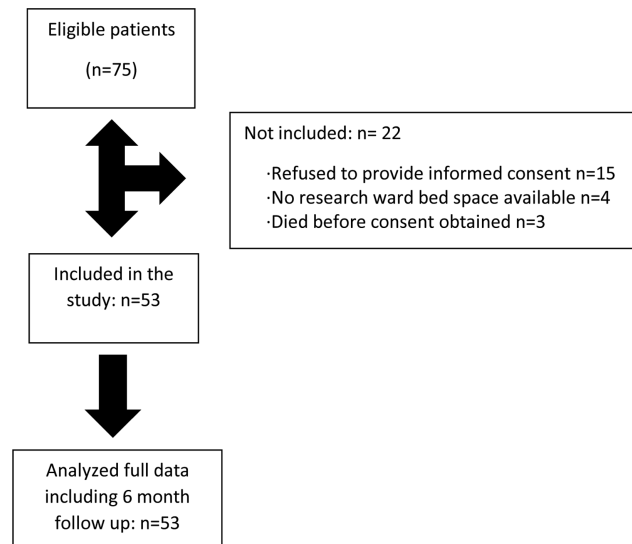 Eligible patients
(n=75)
Not included: n= 22
·Refused to provide informed consent n=15
·No research ward bed space available n=4
·Died before consent obtained n=3
Included in the
study: n=53
Analyzed full data
including 6 month
follow up: n=53